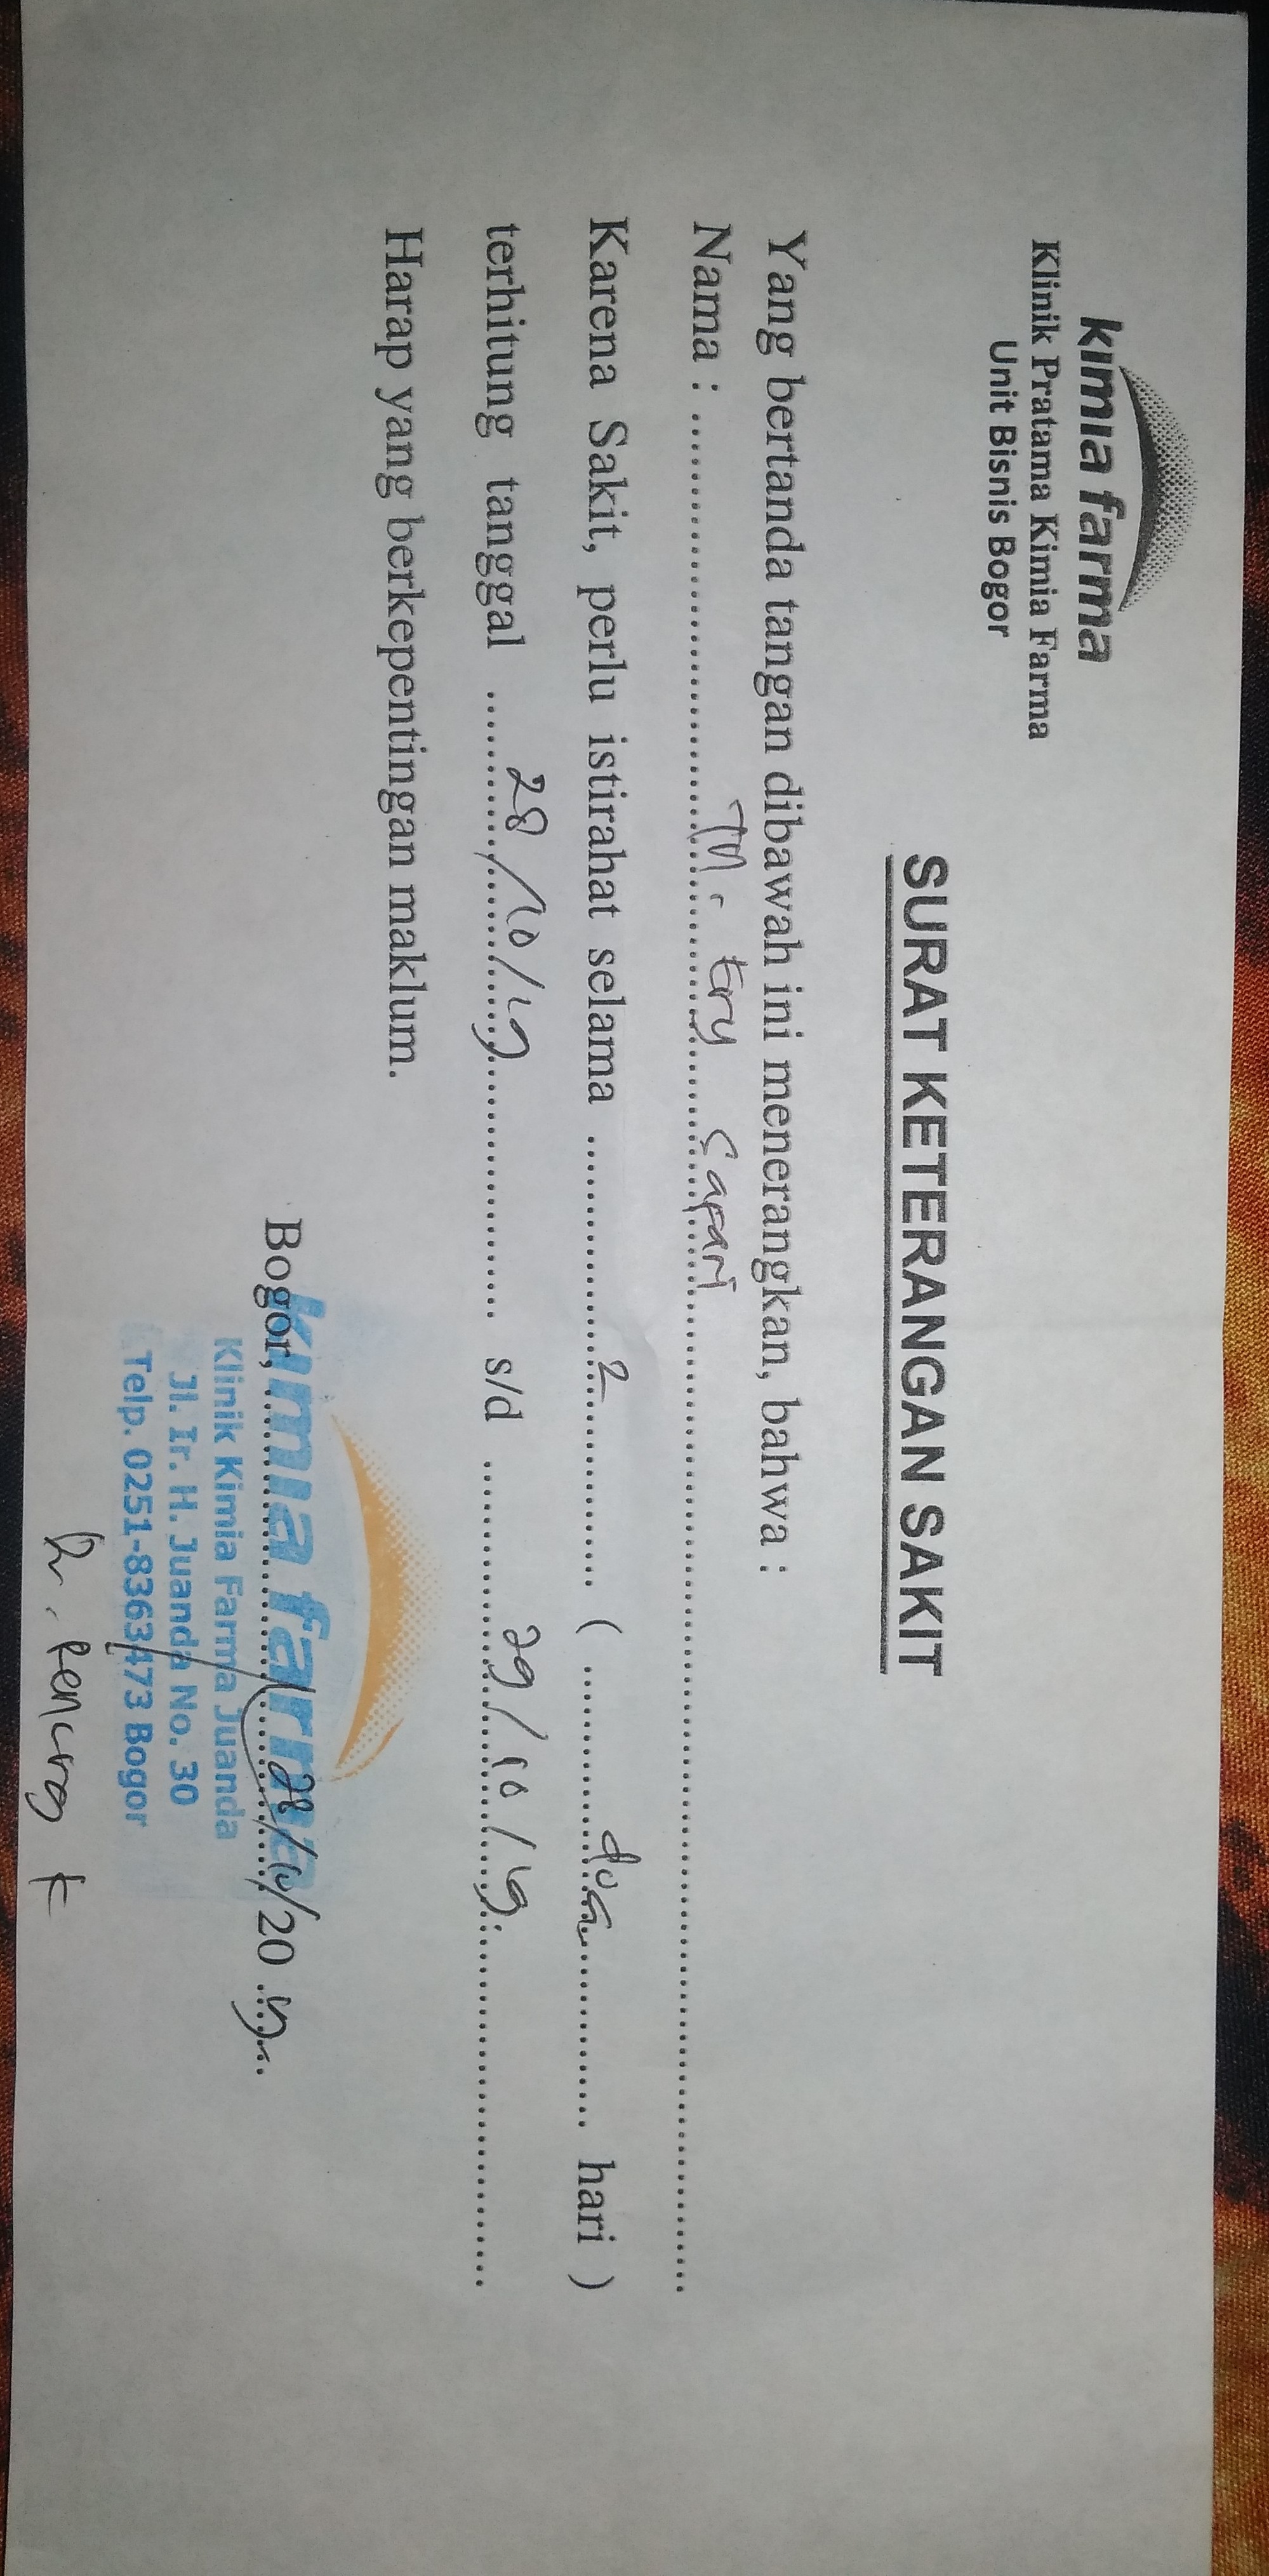 kimia farma
Klinik Pratama Kimia Farma
Unit Bisnis Bogor
SURAT KETERANGAN SAKIT
Yang bertanda tangan dibawah ini menerangkan, bahwa :
Nama : .......... Try Safari ..........
Karena Sakit, perlu istirahat selama .......... 2 .......... ( .......... dua .......... hari )
terhitung tanggal .......... 28/10/19 .......... s/d .......... 29/10/19 ..........
Harap yang berkepentingan maklum.
Bogor, .......... 28/10/20 19
kimia farma
Klinik Kimia Farma Juanda
Jl. Ir. H. Juanda No. 30
Telp. 0251-8363473 Bogor
Dr.